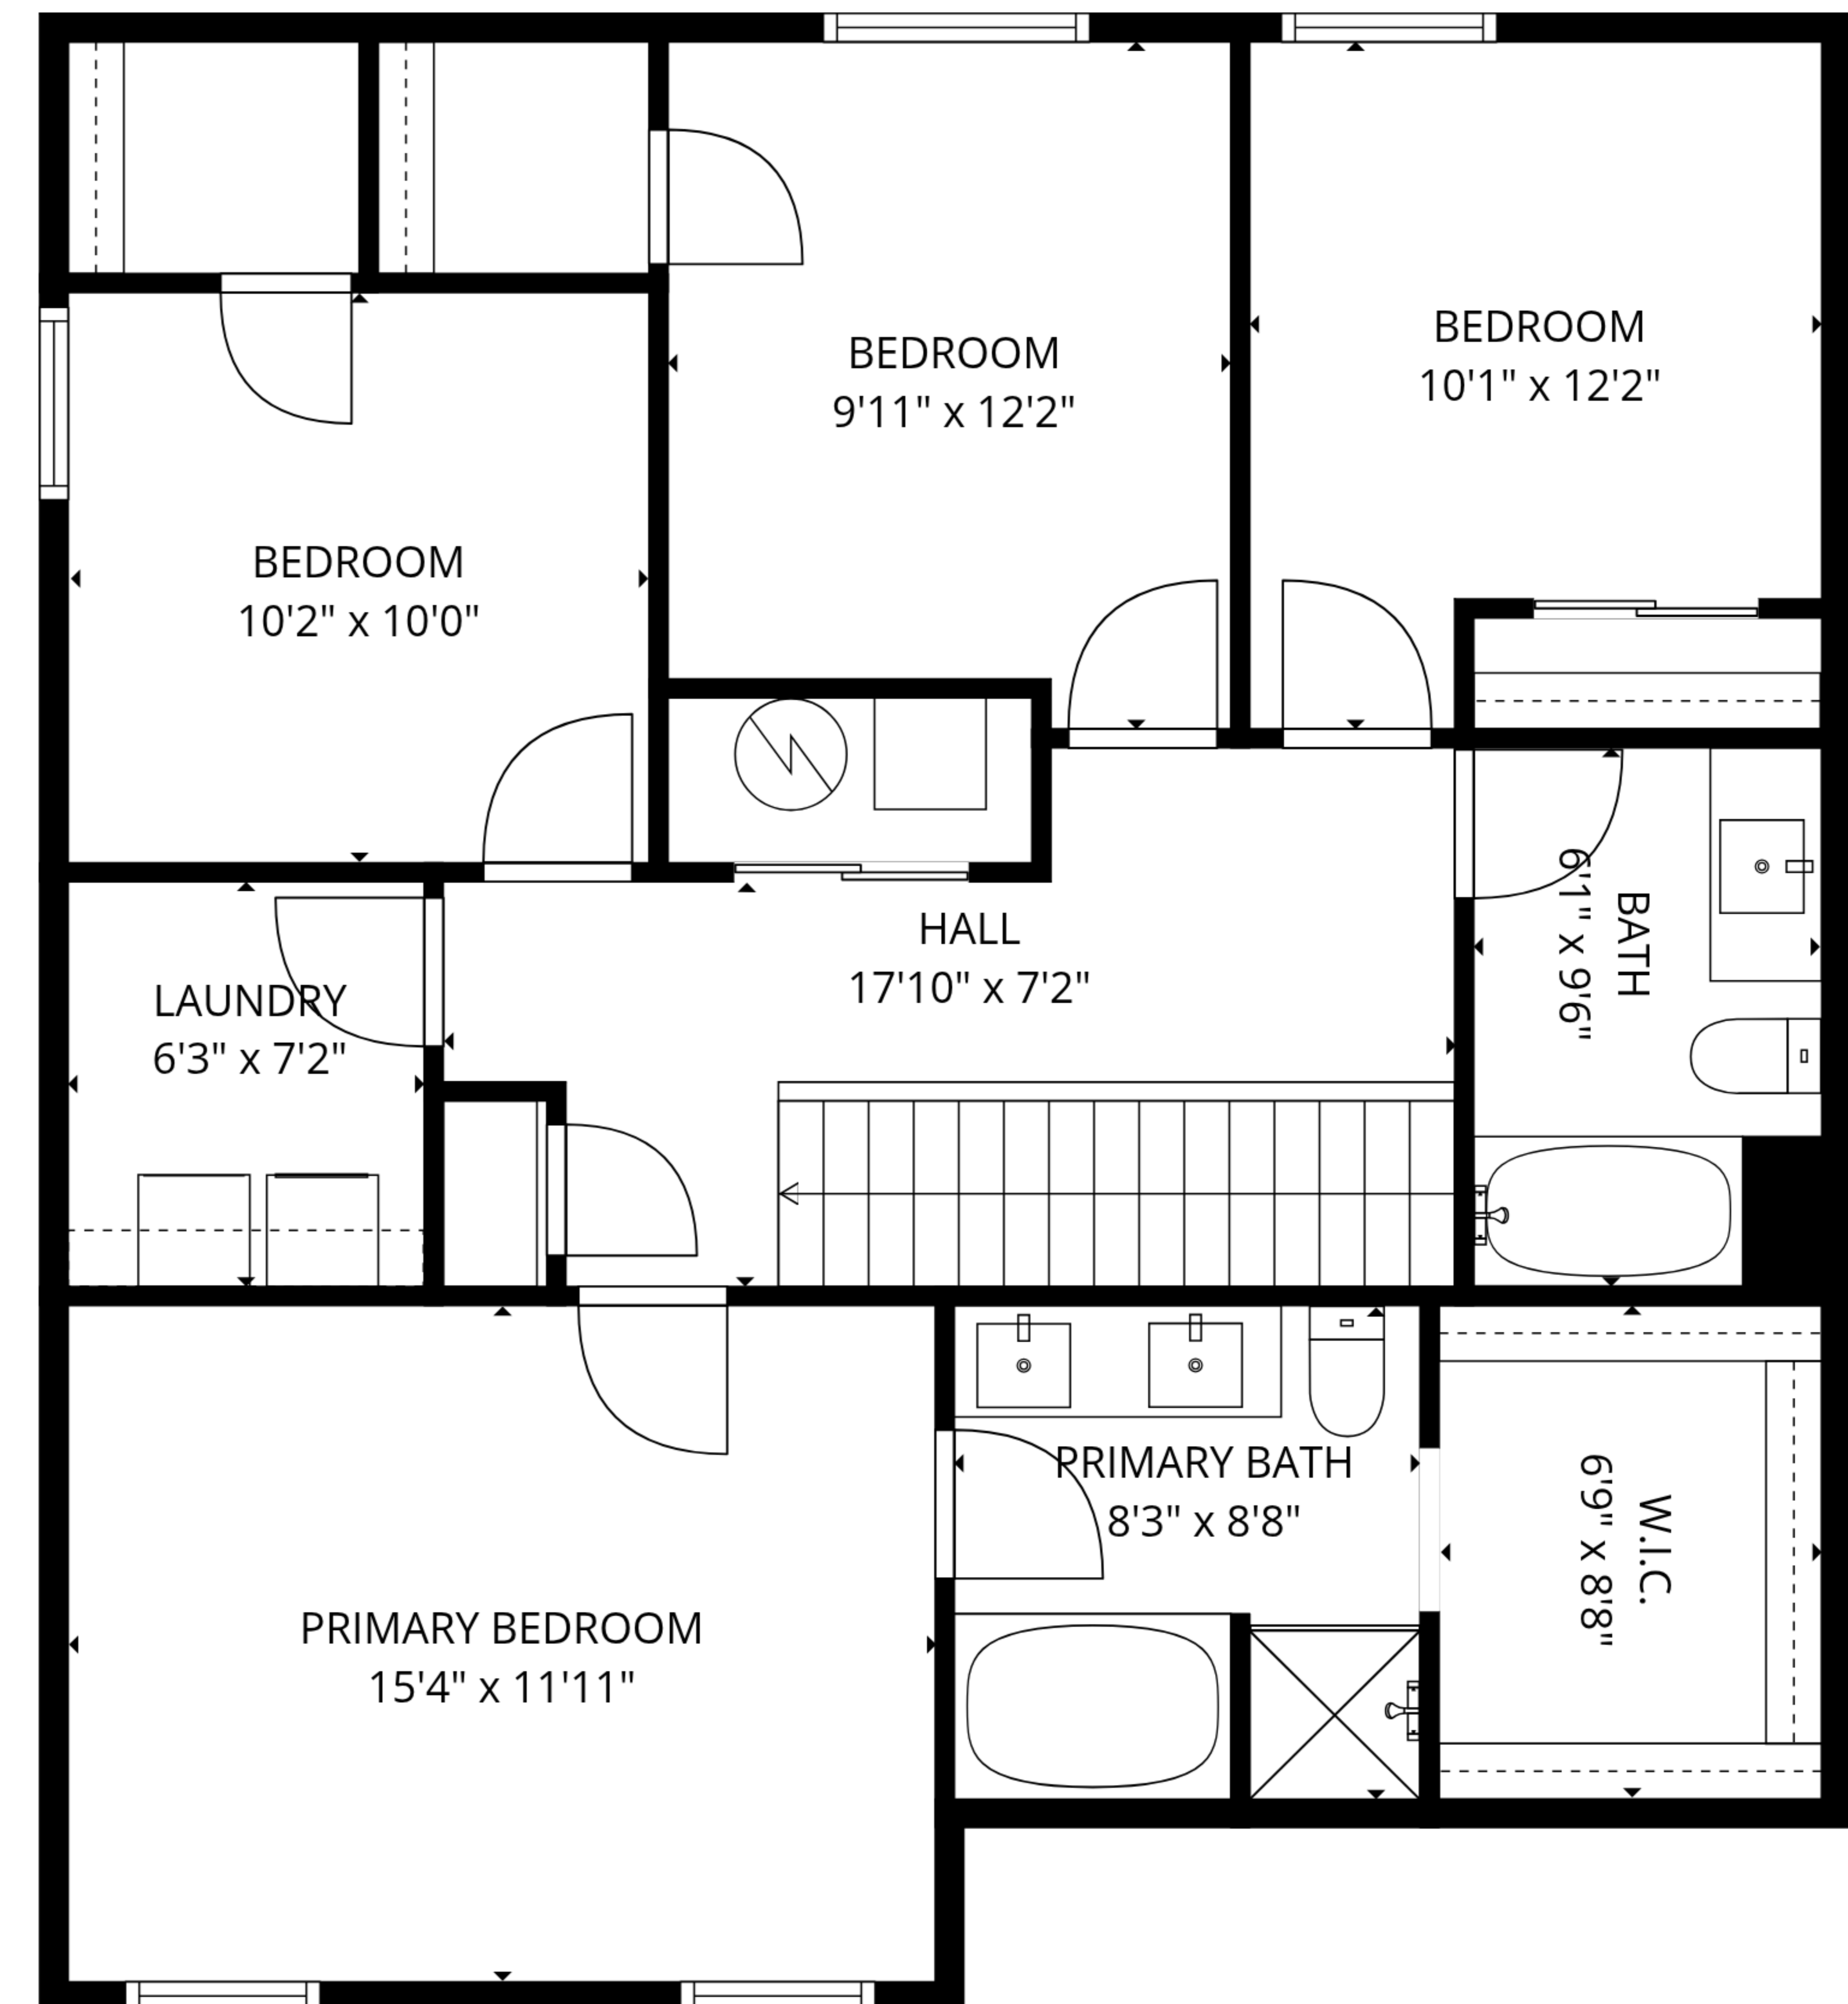 BEDROOM
10'1" x 12'2"
BEDROOM
9'11" x 12'2"
BEDROOM
10'2" x 10'0"
HALL
17'10" x 7'2"
BATH
6'1" x 9'6"
LAUNDRY
6'3" x 7'2"
PRIMARY BATH
8'3" x 8'8"
W.I.C.
6'9" x 8'8"
PRIMARY BEDROOM
15'4" x 11'11"